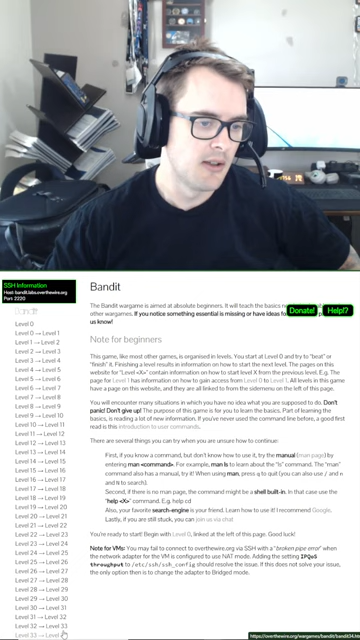 SSH Information
Host: bandit.labs.overthewire.org
Port: 2220
Bandit
Level 0
Level 0 → Level 1
Level 1 → Level 2
Level 2 → Level 3
Level 3 → Level 4
Level 4 → Level 5
Level 5 → Level 6
Level 6 → Level 7
Level 7 → Level 8
Level 8 → Level 9
Level 9 → Level 10
Level 10 → Level 11
Level 11 → Level 12
Level 12 → Level 13
Level 13 → Level 14
Level 14 → Level 15
Level 15 → Level 16
Level 16 → Level 17
Level 17 → Level 18
Level 18 → Level 19
Level 19 → Level 20
Level 20 → Level 21
Level 21 → Level 22
Level 22 → Level 23
Level 23 → Level 24
Level 24 → Level 25
Level 25 → Level 26
Level 26 → Level 27
Level 27 → Level 28
Level 28 → Level 29
Level 29 → Level 30
Level 30 → Level 31
Level 31 → Level 32
Level 32 → Level 33
Level 33 → Level
Bandit
The Bandit wargame is aimed at absolute beginners. It will teach the basics
other wargames. If you notice something essential is missing or have ideas
us know!
Donate!
Help!?
Note for beginners
This game, like most other games, is organised in levels. You start at Level 0 and try to "beat" or
"finish" it. Finishing a level results in information on how to start the next level. The pages on this
website for "Level <X>" contain information on how to start level X from the previous level. E.g. The
page for Level 1 has information on how to gain access from Level 0 to Level 1. All levels in this game
have a page on this website, and they are all linked to from the sidemenu on the left of this page.
You will encounter many situations in which you have no idea what you are supposed to do. Don't
panic! Don't give up! The purpose of this game is for you to learn the basics. Part of learning the
basics, is reading a lot of new information. If you've never used the command line before, a good first
read is this introduction to user commands.
There are several things you can try when you are unsure how to continue:
First, if you know a command, but don't know how to use it, try the manual (man page) by
entering man <command>. For example, man ls to learn about the "ls" command. The "man"
command also has a manual, try it! When using man, press q to quit (you can also use / and n
and N to search).
Second, if there is no man page, the command might be a shell built-in. In that case use the
"help <X>" command. E.g. help cd
Also, your favorite search-engine is your friend. Learn how to use it! I recommend Google.
Lastly, if you are still stuck, you can join us via chat
You're ready to start! Begin with Level 0, linked at the left of this page. Good luck!
Note for VMs: You may fail to connect to overthewire.org via SSH with a "broken pipe error" when
the network adapter for the VM is configured to use NAT mode. Adding the setting IPQoS
throughput to /etc/ssh/ssh_config should resolve the issue. If this does not solve your issue,
the only option then is to change the adapter to Bridged mode.